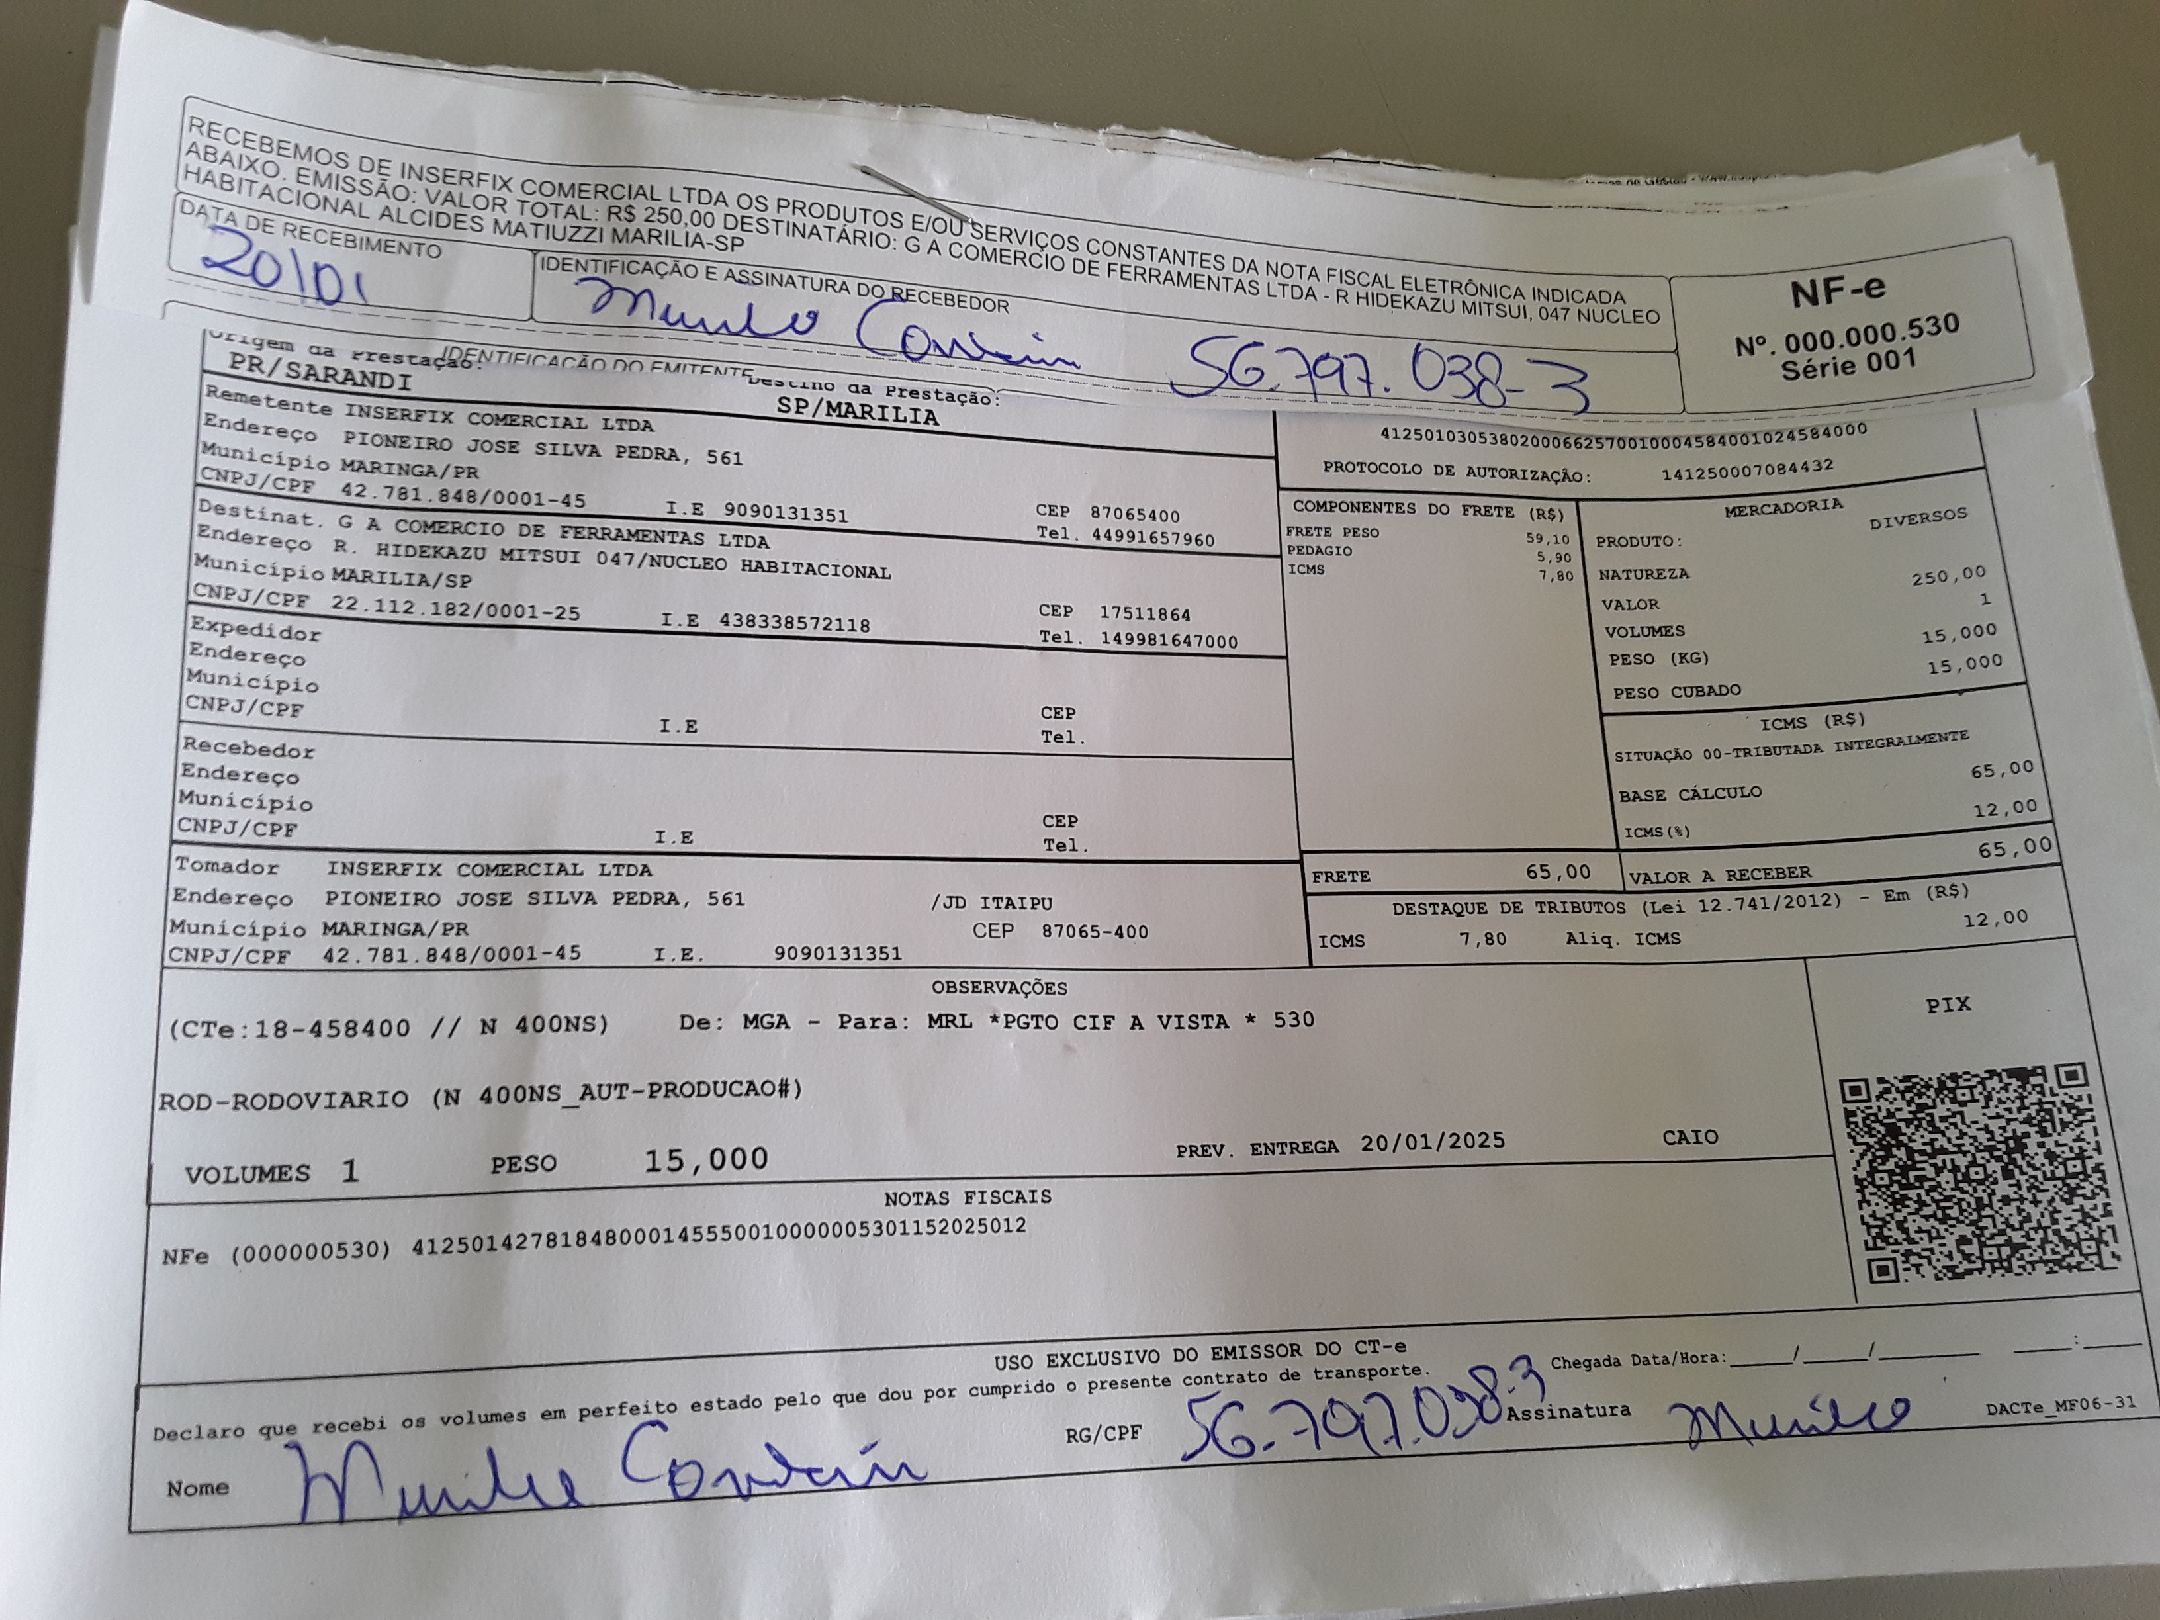 RECEBEMOS DE INSERFIX COMERCIAL LTDA OS PRODUTOS E/OU SERVIÇOS CONSTANTES DA NOTA FISCAL ELETRÔNICA INDICADA
ABAIXO. EMISSÃO: VALOR TOTAL: R$ 250,00 DESTINATÁRIO: G A COMERCIO DE FERRAMENTAS LTDA - R HIDEKAZU MITSUI, 047 NUCLEO
HABITACIONAL ALCIDES MATIUZZI MARILIA-SP
NF-e
Nº. 000.000.530
Série 001
DATA DE RECEBIMENTO
20/01
IDENTIFICAÇÃO E ASSINATURA DO RECEBEDOR
56.797.038-3
IDENTIFICAÇÃO DO EMITENTE
Origem da Prestação:
PR/SARANDI
Destino da Prestação:
SP/MARILIA
Remetente INSERFIX COMERCIAL LTDA
Endereço PIONEIRO JOSE SILVA PEDRA, 561
Município MARINGA/PR CEP 87065400
CNPJ/CPF 42.781.848/0001-45 I.E 9090131351 Tel. 44991657960
Destinat. G A COMERCIO DE FERRAMENTAS LTDA
Endereço R. HIDEKAZU MITSUI 047/NUCLEO HABITACIONAL
Município MARILIA/SP CEP 17511864
CNPJ/CPF 22.112.182/0001-25 I.E 438338572118 Tel. 149981647000
Expedidor
Endereço
Município CEP
CNPJ/CPF I.E Tel.
Recebedor
Endereço
Município CEP
CNPJ/CPF I.E Tel.
Tomador INSERFIX COMERCIAL LTDA
Endereço PIONEIRO JOSE SILVA PEDRA, 561 /JD ITAIPU
Município MARINGA/PR CEP 87065-400
CNPJ/CPF 42.781.848/0001-45 I.E. 9090131351
41250103053802000662570010004584001024584000
PROTOCOLO DE AUTORIZAÇÃO: 141250007084432
COMPONENTES DO FRETE (R$)
FRETE PESO 59,10
PEDAGIO 5,90
ICMS 7,80
MERCADORIA
PRODUTO: DIVERSOS
NATUREZA
VALOR 250,00
VOLUMES 1
PESO (KG) 15,000
PESO CUBADO 15,000
ICMS (R$)
SITUAÇÃO 00-TRIBUTADA INTEGRALMENTE
BASE CÁLCULO 65,00
ICMS(%) 12,00
FRETE 65,00 VALOR A RECEBER 65,00
DESTAQUE DE TRIBUTOS (Lei 12.741/2012) - Em (R$)
ICMS 7,80 Aliq. ICMS 12,00
OBSERVAÇÕES
(CTe:18-458400 // N 400NS) De: MGA - Para: MRL *PGTO CIF A VISTA * 530
ROD-RODOVIARIO (N 400NS_AUT-PRODUCAO#)
VOLUMES 1 PESO 15,000 PREV. ENTREGA 20/01/2025 CAIO
PIX
NOTAS FISCAIS
NFe (000000530) 41250142781848000145550010000005301152025012
USO EXCLUSIVO DO EMISSOR DO CT-e
Declaro que recebi os volumes em perfeito estado pelo que dou por cumprido o presente contrato de transporte.
Chegada Data/Hora:____/____/______ ___:____
Nome
RG/CPF 56.797.038-3
Assinatura Murilo
DACTe_MF06-31